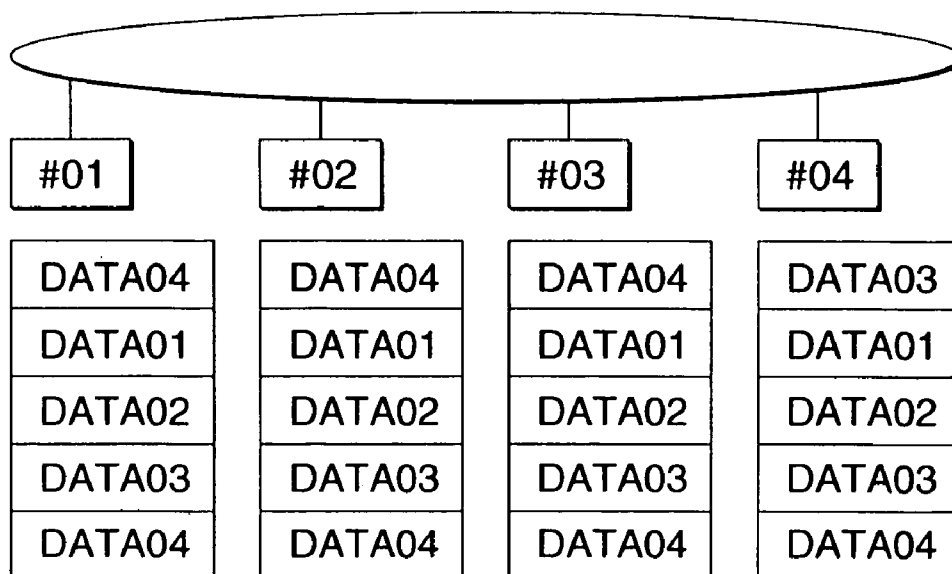 #01 #02 #03 #04
DATA04 DATA04 DATA04 DATA03
DATA01 DATA01 DATA01 DATA01
DATA02 DATA02 DATA02 DATA02
DATA03 DATA03 DATA03 DATA03
DATA04 DATA04 DATA04 DATA04